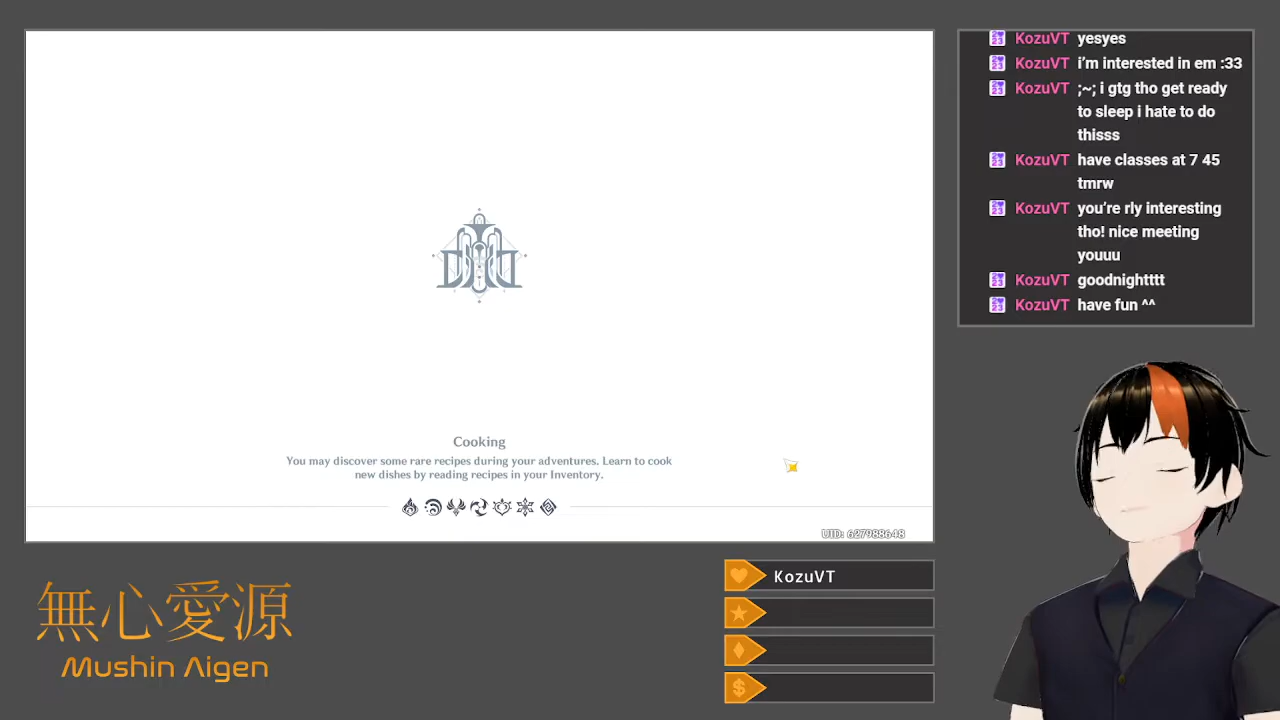 Cooking
You may discover some rare recipes during your adventures. Learn to cook
new dishes by reading recipes in your Inventory.
UID: 627988648
KozuVT yesyes
KozuVT i'm interested in em :33
KozuVT ;~; i gtg tho get ready
to sleep i hate to do
thisss
KozuVT have classes at 7 45
tmrw
KozuVT you're rly interesting
tho! nice meeting
youuu
KozuVT goodnightttt
KozuVT have fun ^^
無心愛源
Mushin Aigen
KozuVT